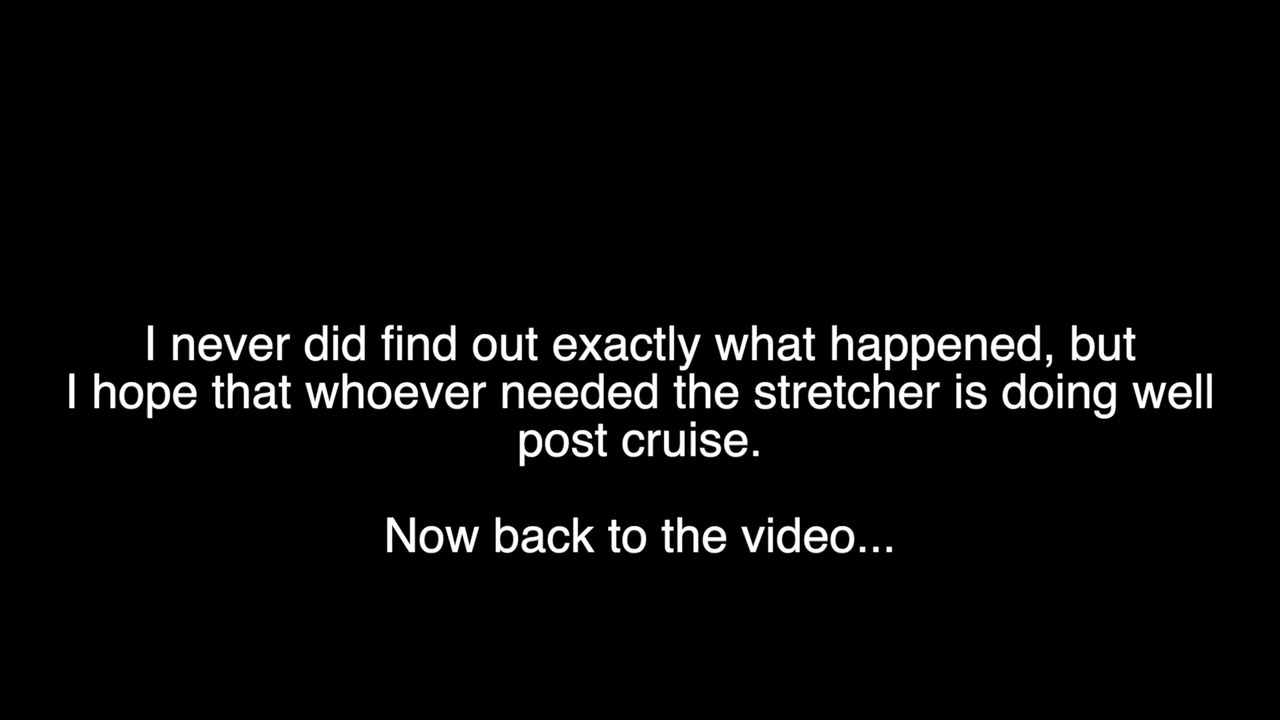 I never did find out exactly what happened, but
I hope that whoever needed the stretcher is doing well
post cruise.
Now back to the video...